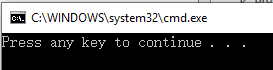 C:\WINDOWS\system32\cmd.exe
Press any key to continue . . .